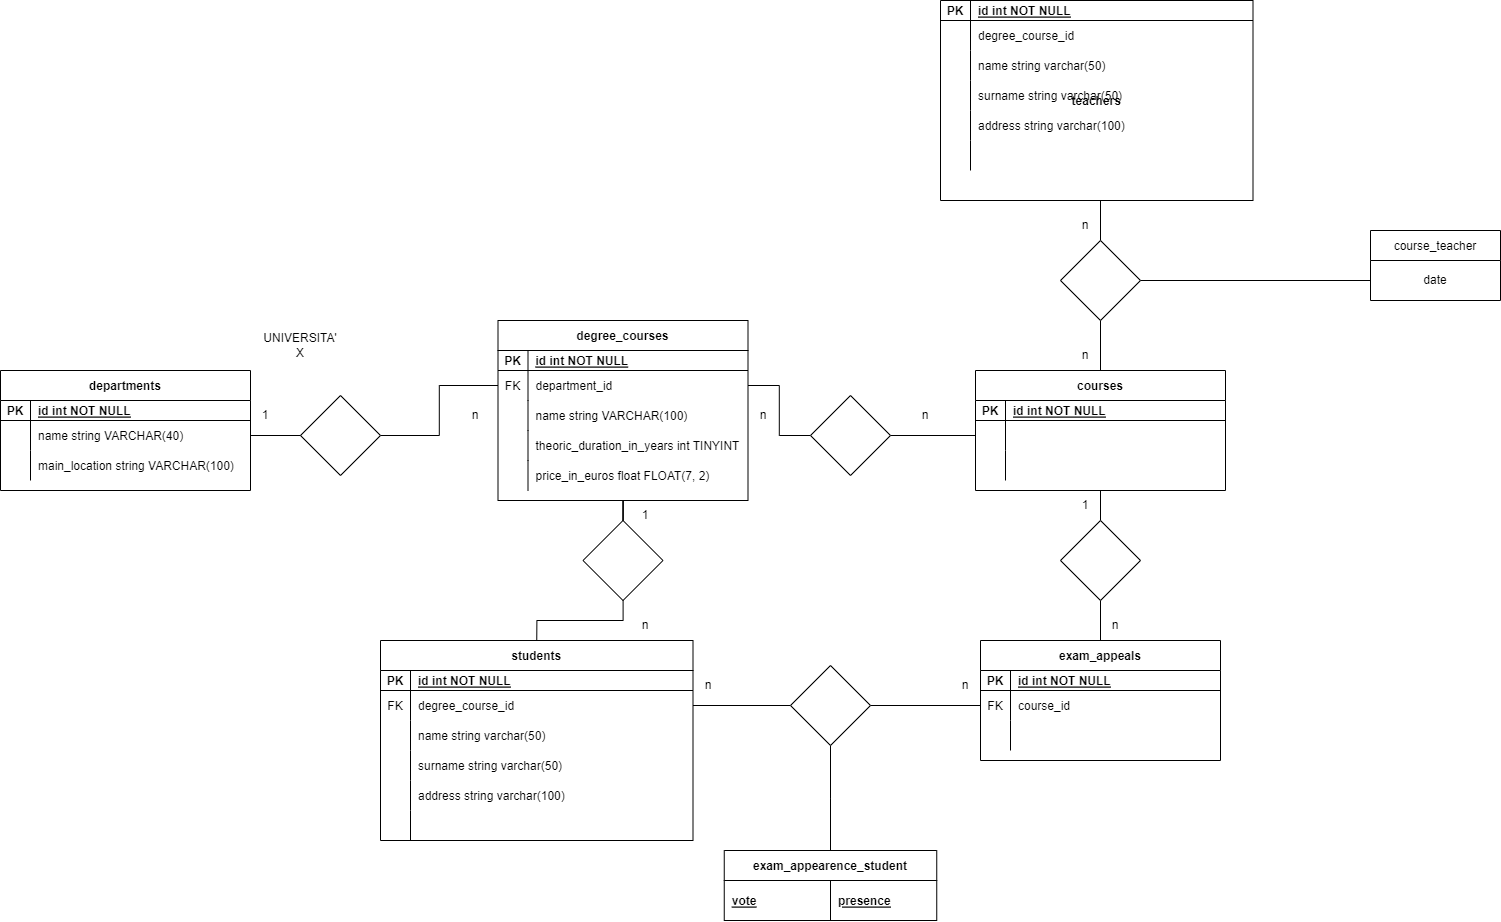 PK id int NOT NULL
degree_course_id
name string varchar(50)
surname string varchar(50)
teachers
address string varchar(100)
n
course_teacher
date
n
UNIVERSITA'
X
departments
PK id int NOT NULL
name string VARCHAR(40)
main_location string VARCHAR(100)
1
n
degree_courses
PK id int NOT NULL
FK department_id
name string VARCHAR(100)
theoric_duration_in_years int TINYINT
price_in_euros float FLOAT(7, 2)
n
n
courses
PK id int NOT NULL
1
n
1
n
students
PK id int NOT NULL
FK degree_course_id
name string varchar(50)
surname string varchar(50)
address string varchar(100)
n
n
exam_appeals
PK id int NOT NULL
FK course_id
exam_appearence_student
vote presence